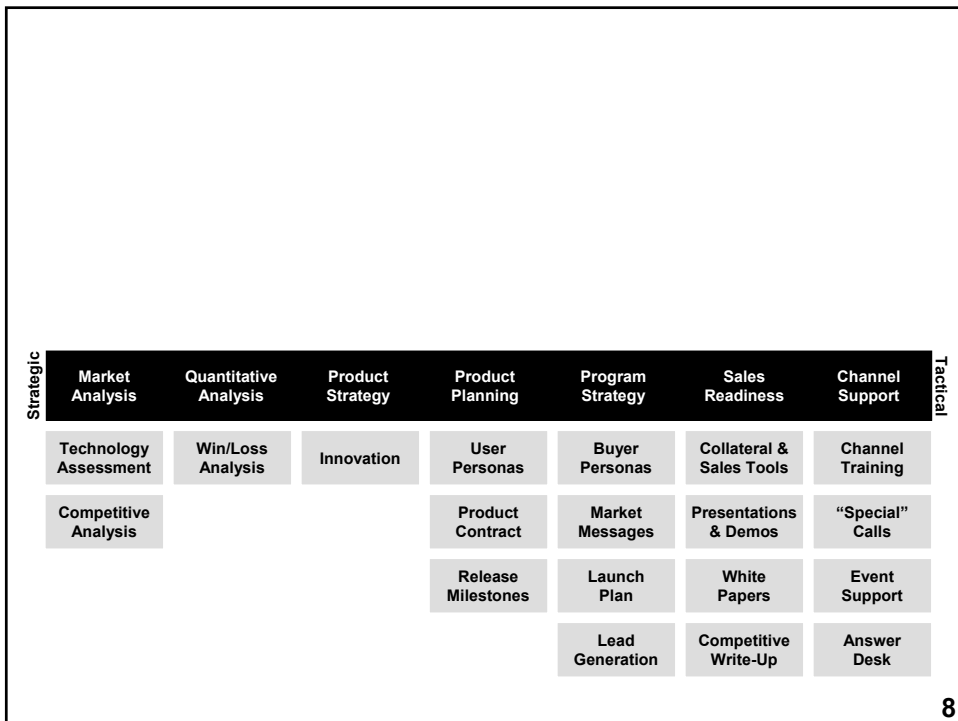 Strategic
Market
Analysis
Quantitative
Analysis
Product
Strategy
Product
Planning
Program
Strategy
Sales
Readiness
Channel
Support
Tactical
Technology
Assessment
Win/Loss
Analysis
Innovation
User
Personas
Buyer
Personas
Collateral &
Sales Tools
Channel
Training
Competitive
Analysis
Product
Contract
Market
Messages
Presentations
& Demos
“Special”
Calls
Release
Milestones
Launch
Plan
White
Papers
Event
Support
Lead
Generation
Competitive
Write-Up
Answer
Desk
8